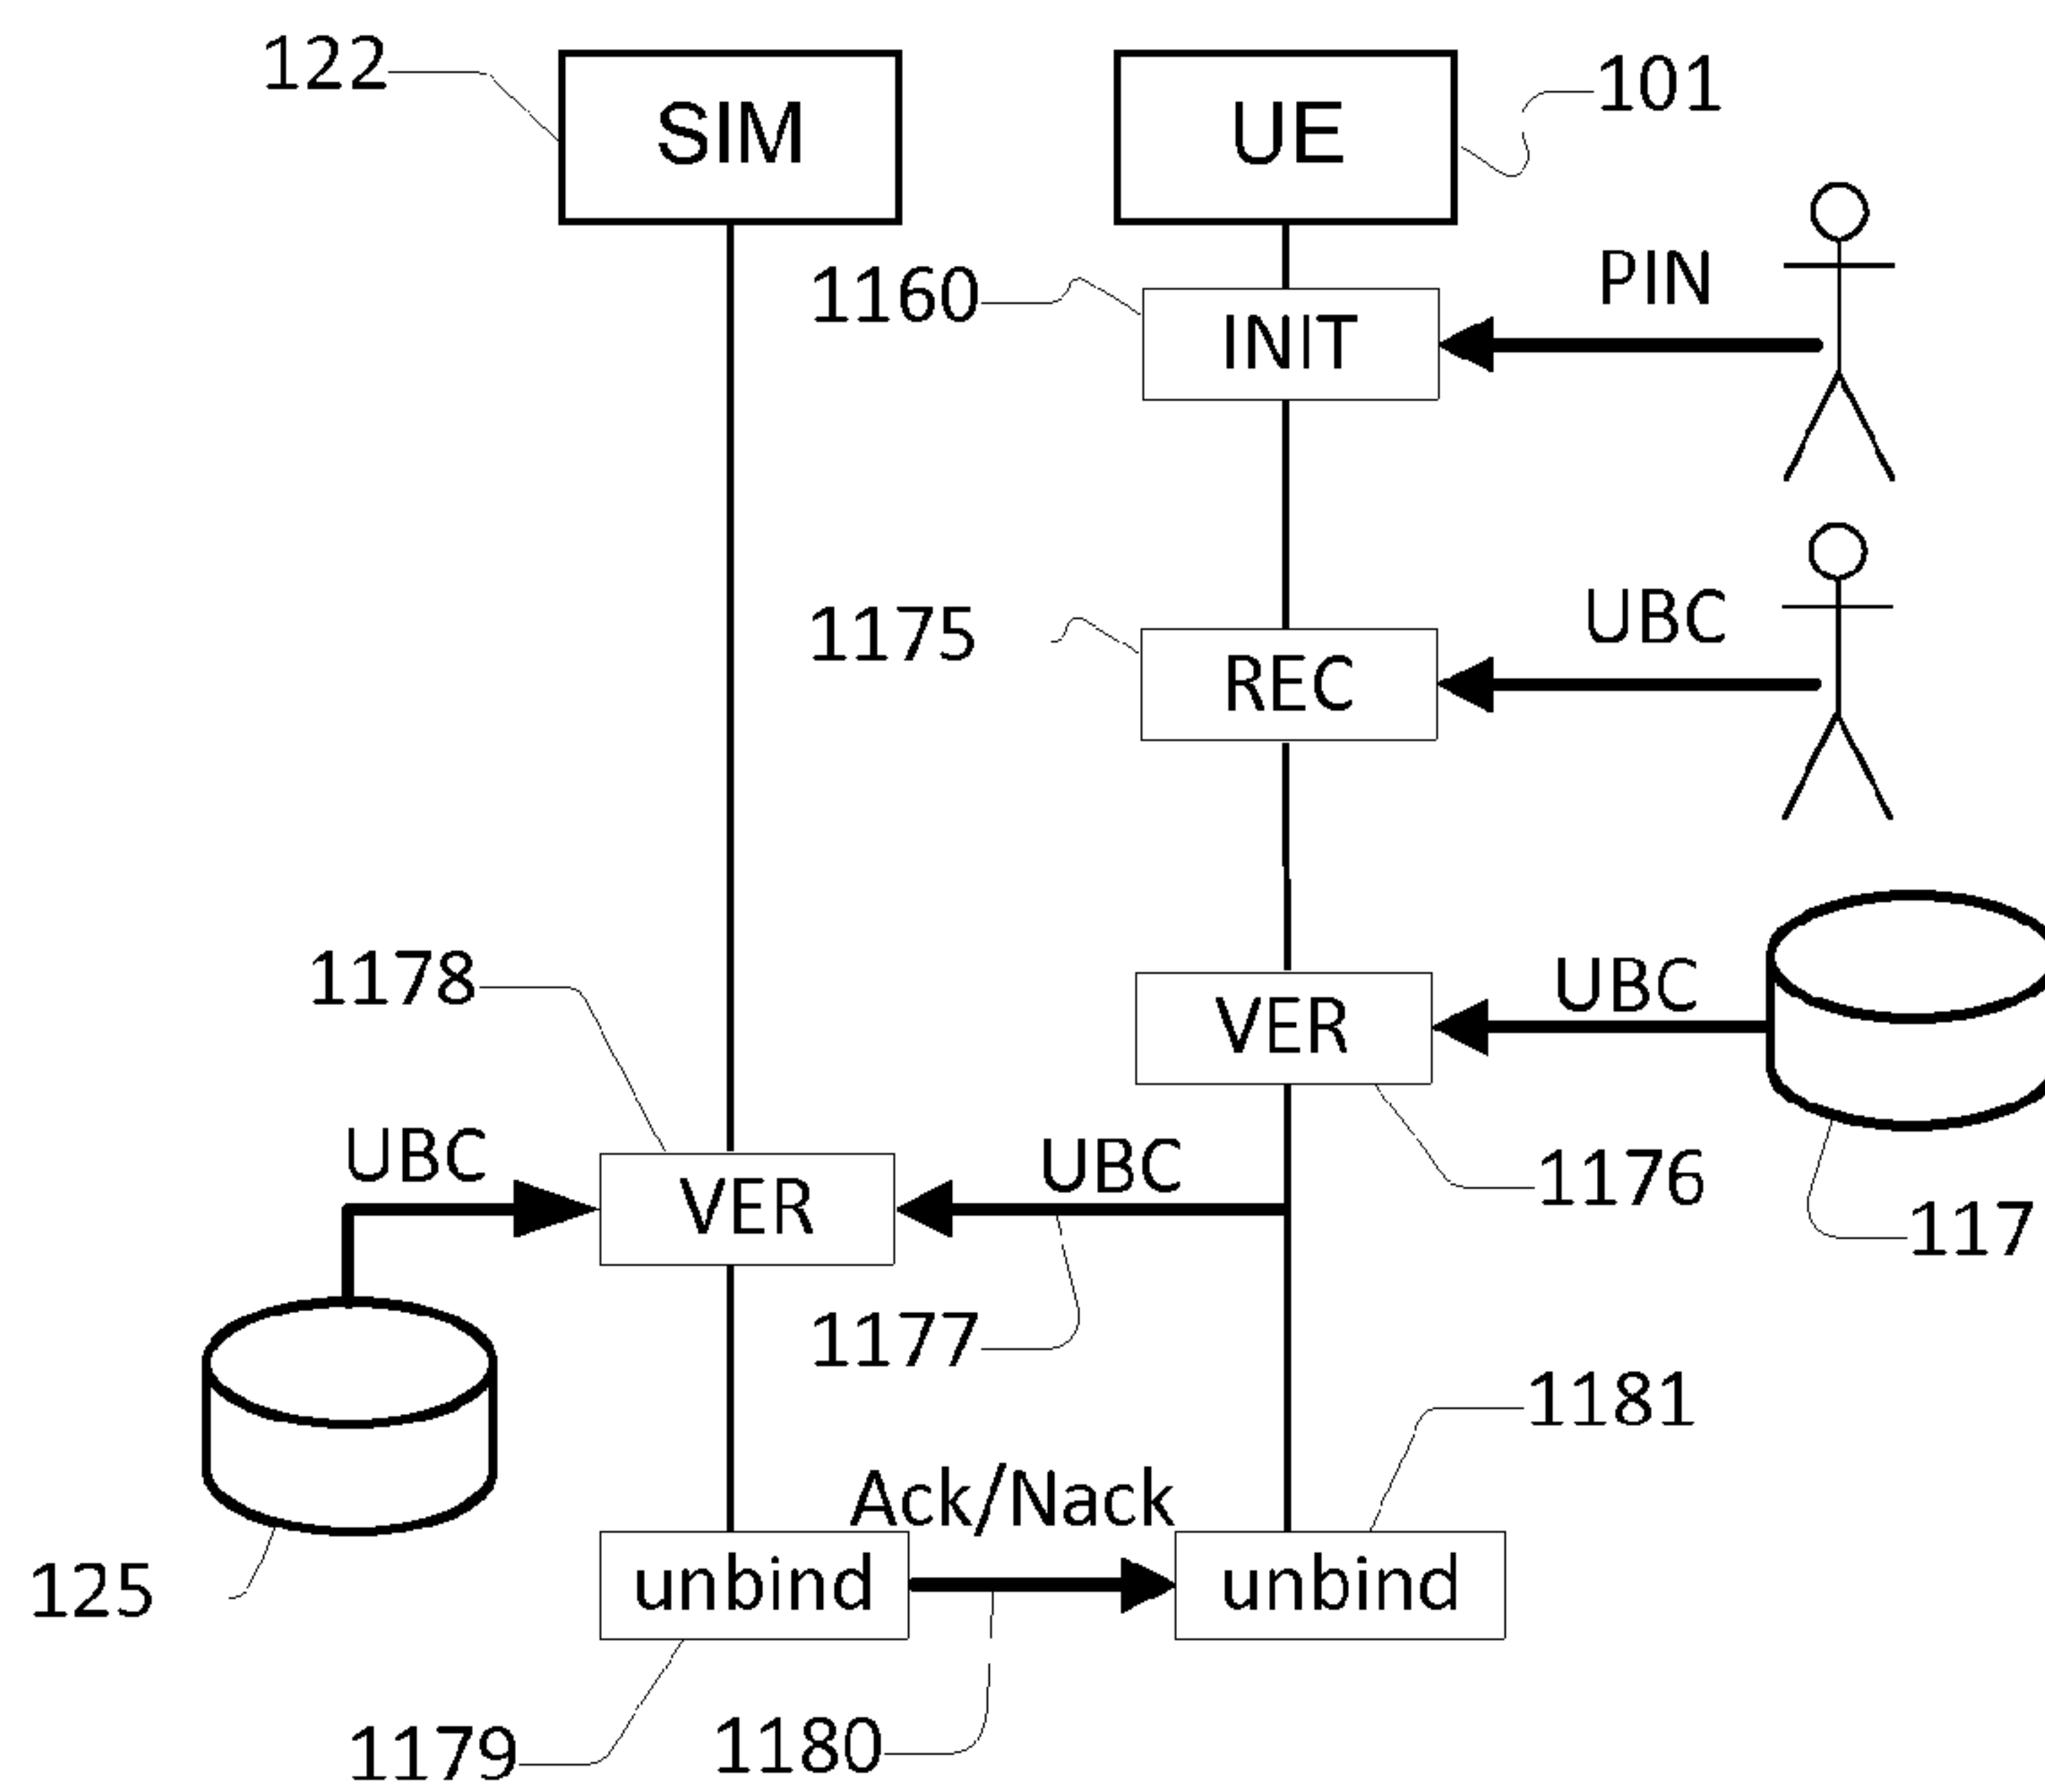 122
SIM
UE
101
1160
INIT
PIN
1175
REC
UBC
1178
VER
UBC
UBC
VER
UBC
1176
117
1177
1181
125
unbind
Ack/Nack
unbind
1179
1180